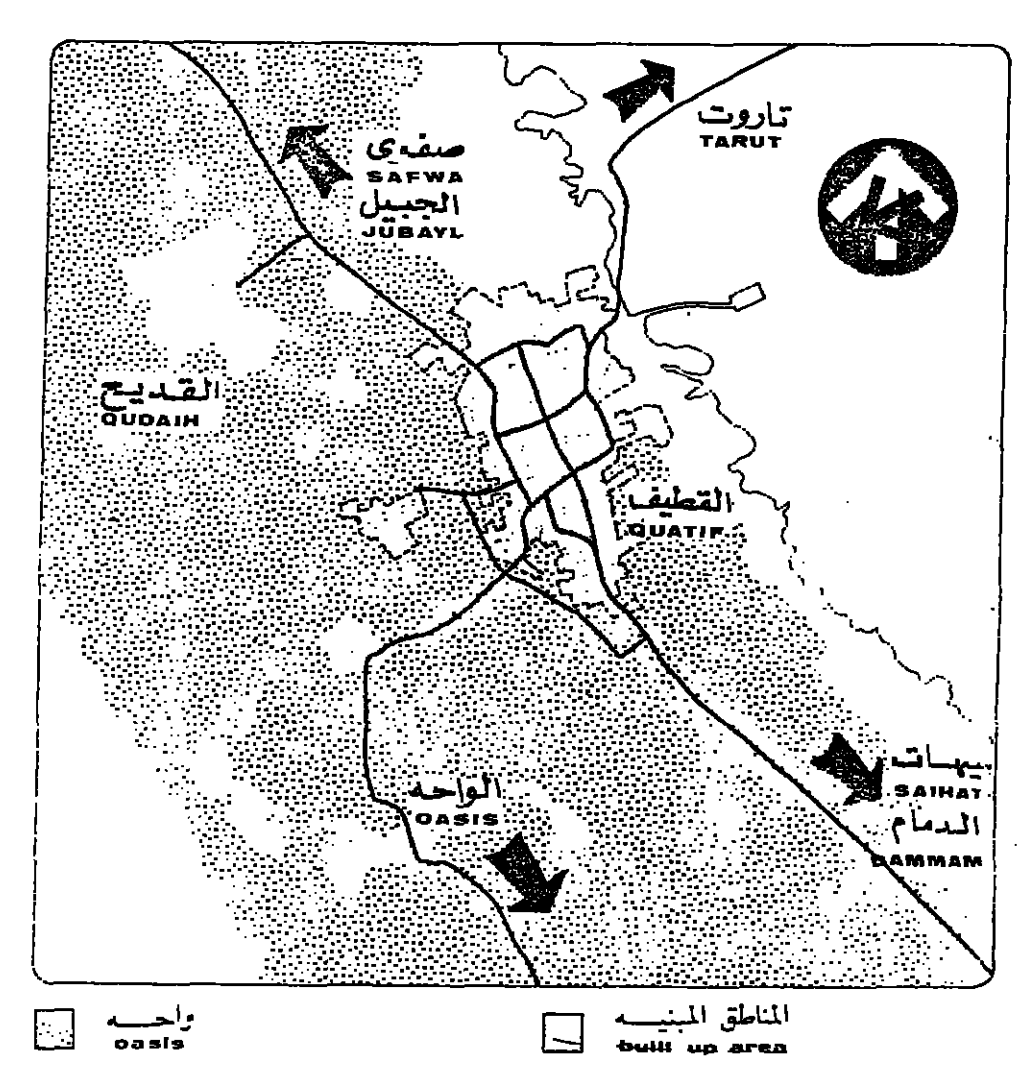 تاروت
TARUT
صفوى
SAFWA
الجبيل
JUBAYL
القديح
QUDAIH
القطيف
QUATIF
الواحه
OASIS
سيهات
SAIHAT
الدمام
DAMMAM
واحه
oasis
المناطق المبنيه
built up area